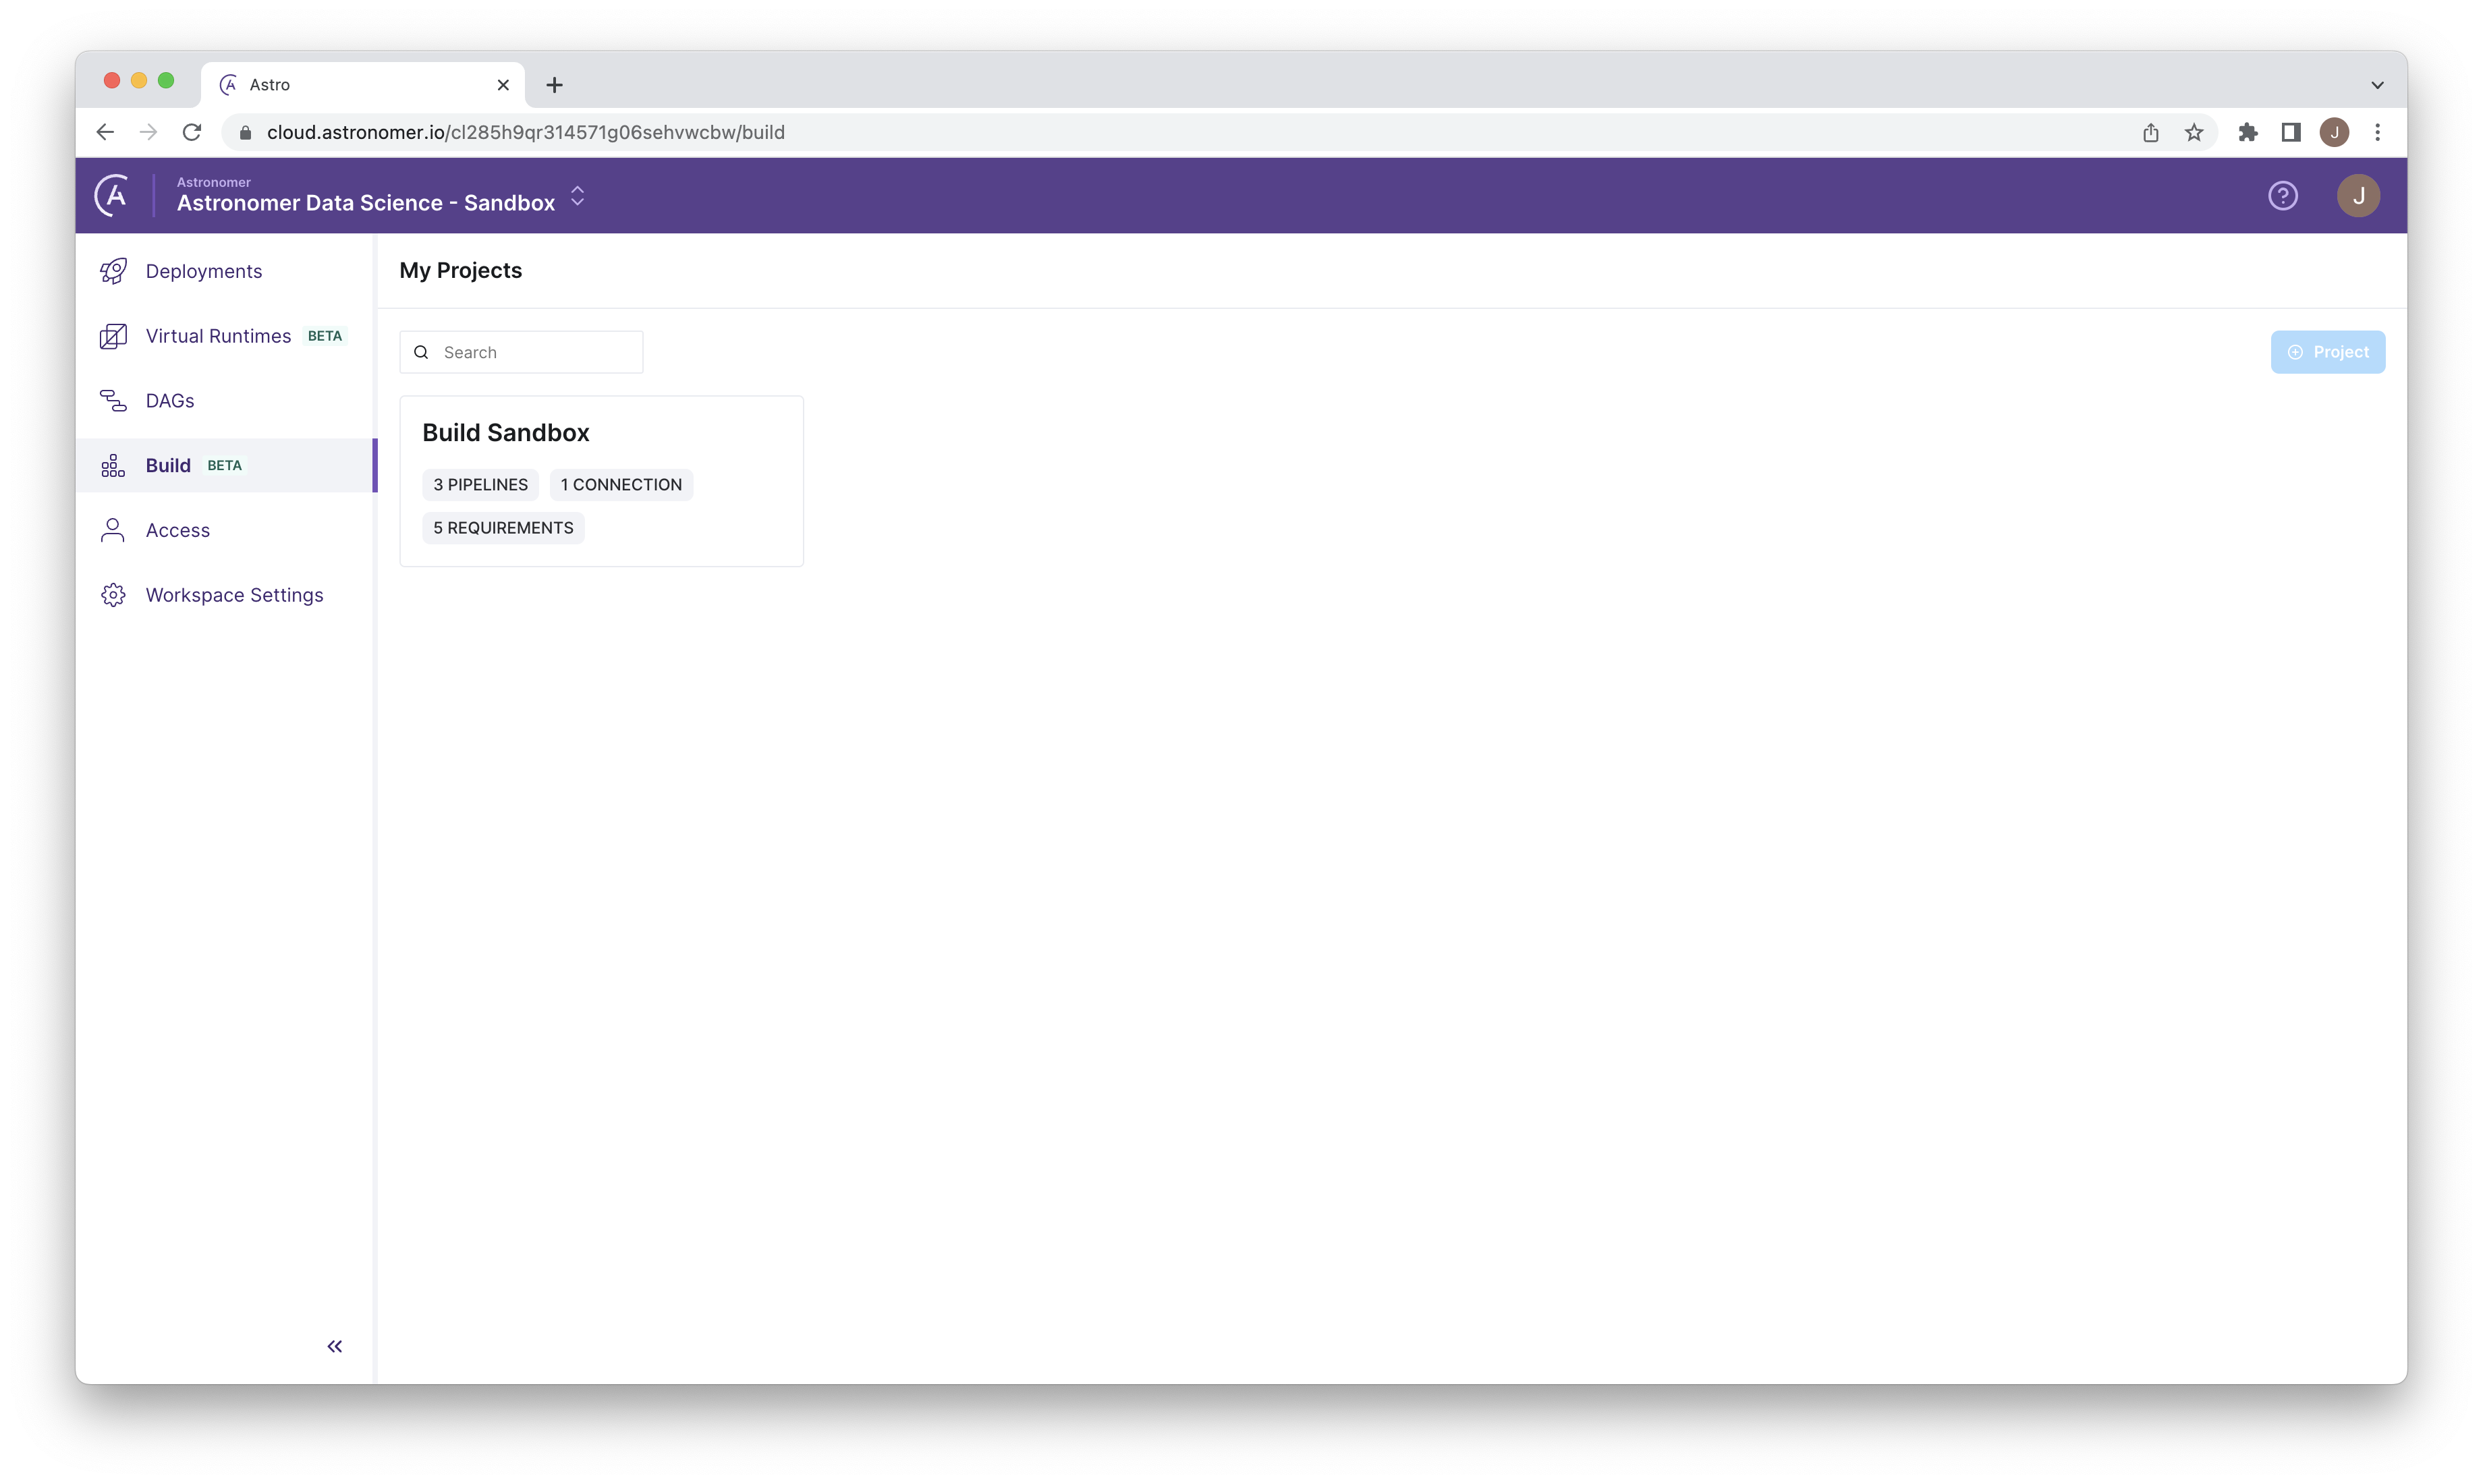 Astro
cloud.astronomer.io/cl285h9qr314571g06sehvwcbw/build
J
Astronomer
Astronomer Data Science - Sandbox
J
Deployments
Virtual Runtimes BETA
DAGs
Build BETA
Access
Workspace Settings
My Projects
Search
Project
Build Sandbox
3 PIPELINES 1 CONNECTION
5 REQUIREMENTS